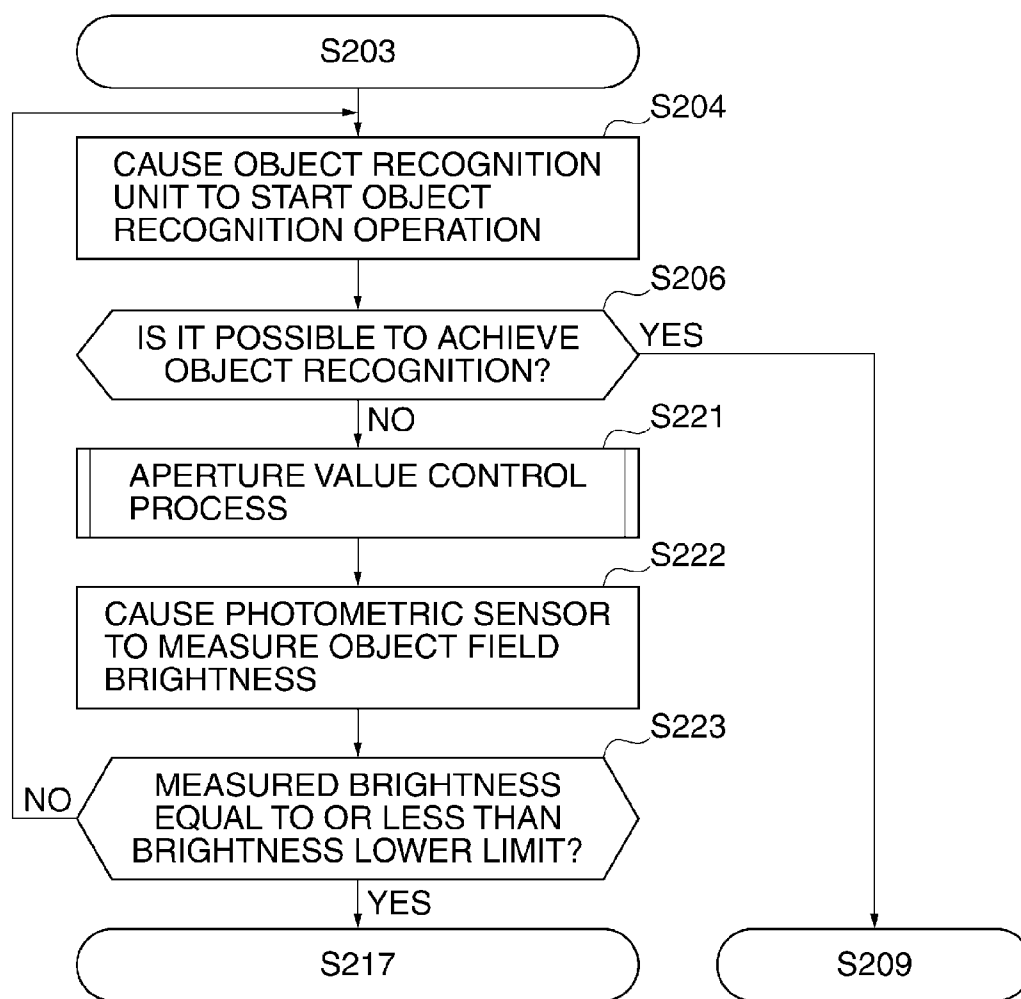 S203
S204
CAUSE OBJECT RECOGNITION
UNIT TO START OBJECT
RECOGNITION OPERATION
S206
IS IT POSSIBLE TO ACHIEVE
OBJECT RECOGNITION?
YES
NO
S221
APERTURE VALUE CONTROL
PROCESS
S222
CAUSE PHOTOMETRIC SENSOR
TO MEASURE OBJECT FIELD
BRIGHTNESS
S223
MEASURED BRIGHTNESS
EQUAL TO OR LESS THAN
BRIGHTNESS LOWER LIMIT?
NO
YES
S217
S209